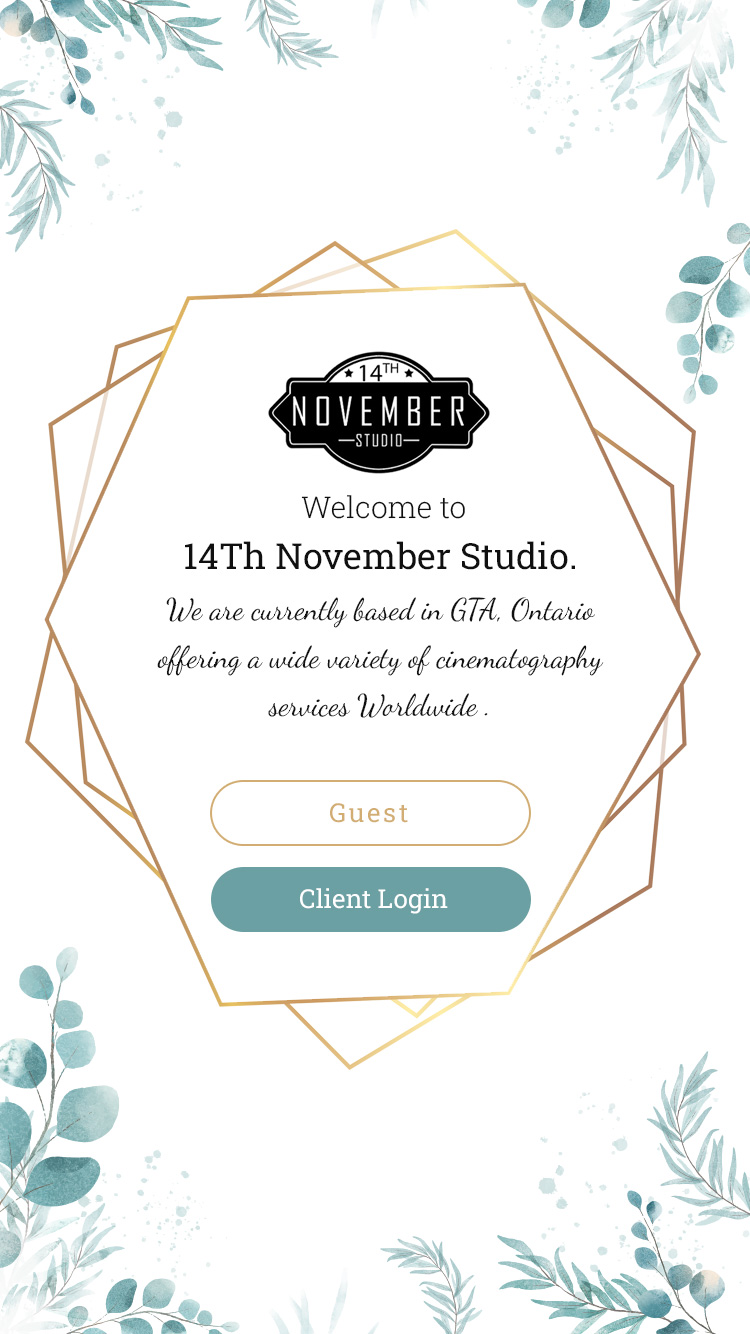 14TH
NOVEMBER
STUDIO
Welcome to
14Th November Studio.
We are currently based in GTA, Ontario
offering a wide variety of cinematography
services Worldwide .
Guest
Client Login